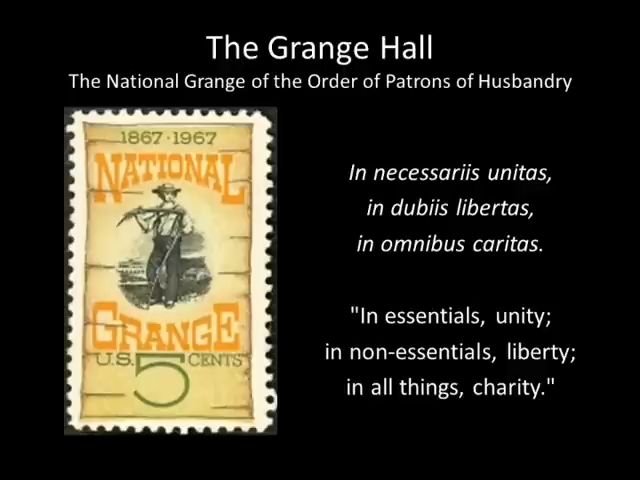 The Grange Hall
The National Grange of the Order of Patrons of Husbandry
1867·1967
NATIONAL
GRANGE
U.S. 5 CENTS
In necessariis unitas,
in dubiis libertas,
in omnibus caritas.
"In essentials, unity;
in non-essentials, liberty;
in all things, charity."